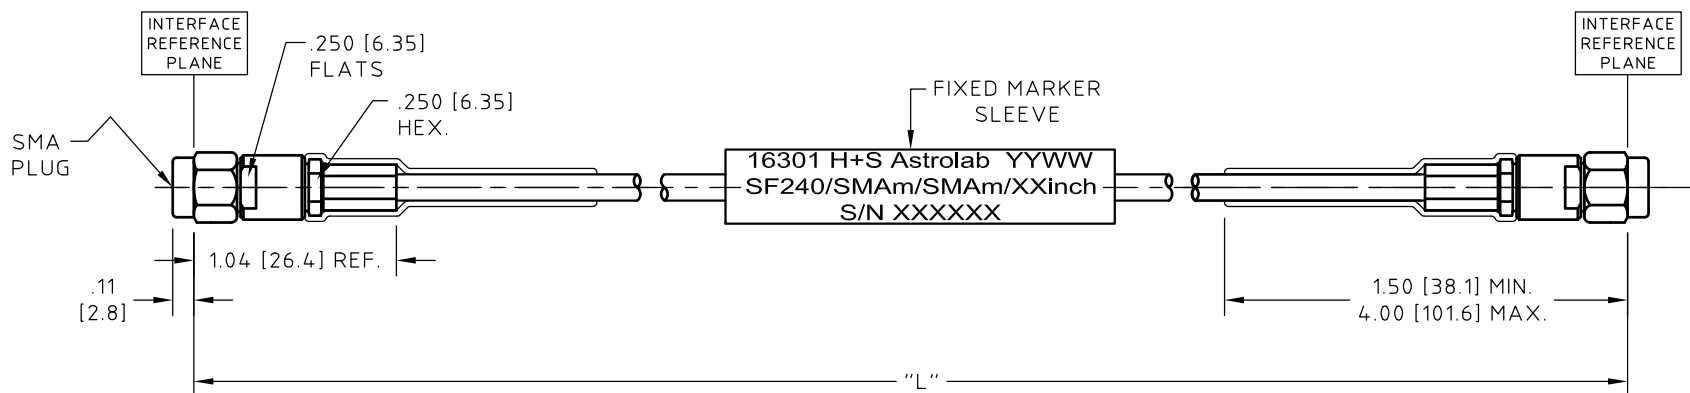 INTERFACE
REFERENCE
PLANE
.250 [6.35]
FLATS
.250 [6.35]
HEX.
SMA
PLUG
FIXED MARKER
SLEEVE
INTERFACE
REFERENCE
PLANE
16301 H+S Astrolab YYWW
SF240/SMAm/SMAm/XXinch
S/N XXXXXX
1.04 [26.4] REF.
.11
[2.8]
1.50 [38.1] MIN.
4.00 [101.6] MAX.
"L"